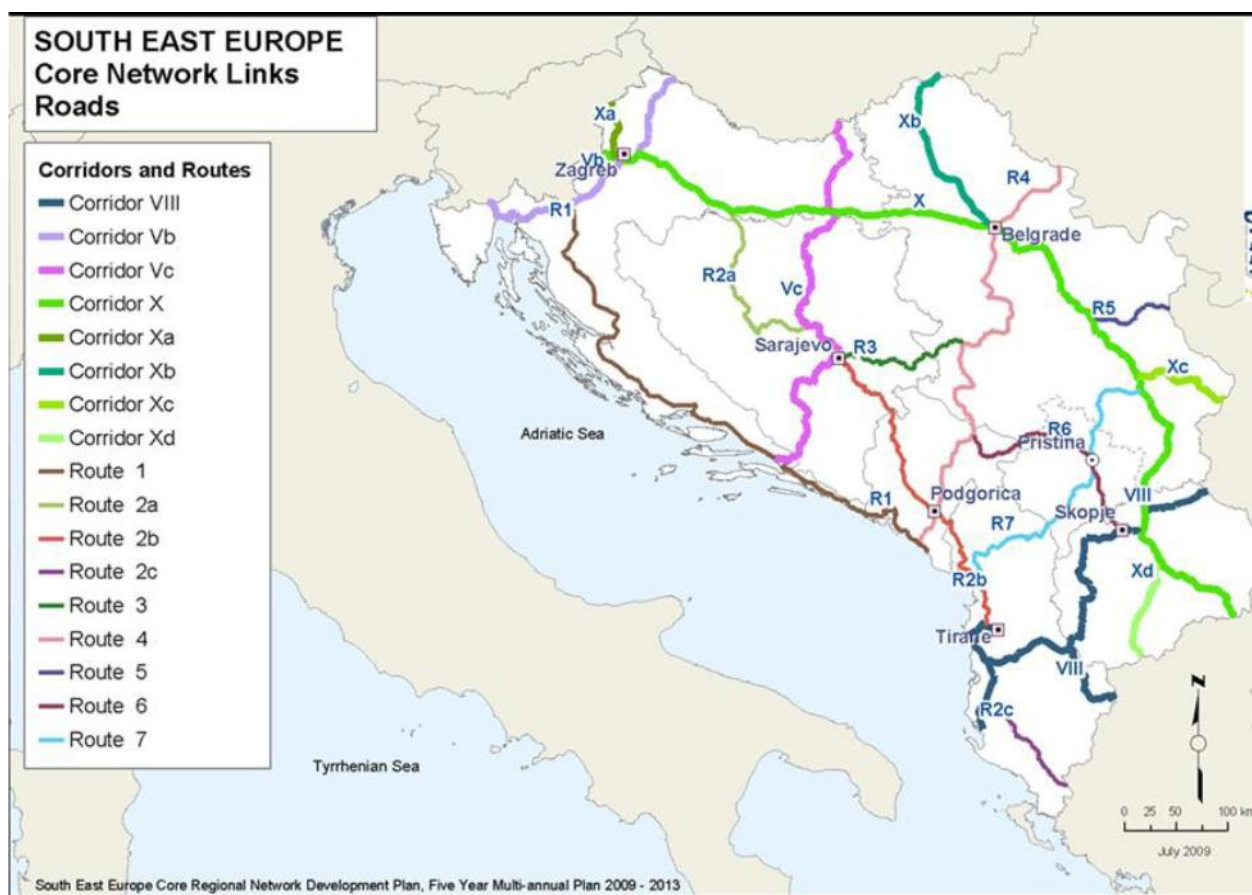 SOUTH EAST EUROPE
Core Network Links
Roads
Corridors and Routes
Corridor VIII
Corridor Vb
Corridor Vc
Corridor X
Corridor Xa
Corridor Xb
Corridor Xc
Corridor Xd
Route 1
Route 2a
Route 2b
Route 2c
Route 3
Route 4
Route 5
Route 6
Route 7
Xa
Vb
Zagreb
R1
Xb
R4
X
Belgrade
R2a
Vc
R5
Sarajevo
R3
Xc
Adriatic Sea
R6
Pristina
R1
Podgorica
VIII
Skopje
R7
R2b
Xd
Tirane
VIII
R2c
Tyrrhenian Sea
N
0 25 50 100 km
July 2009
South East Europe Core Regional Network Development Plan, Five Year Multi-annual Plan 2009 - 2013